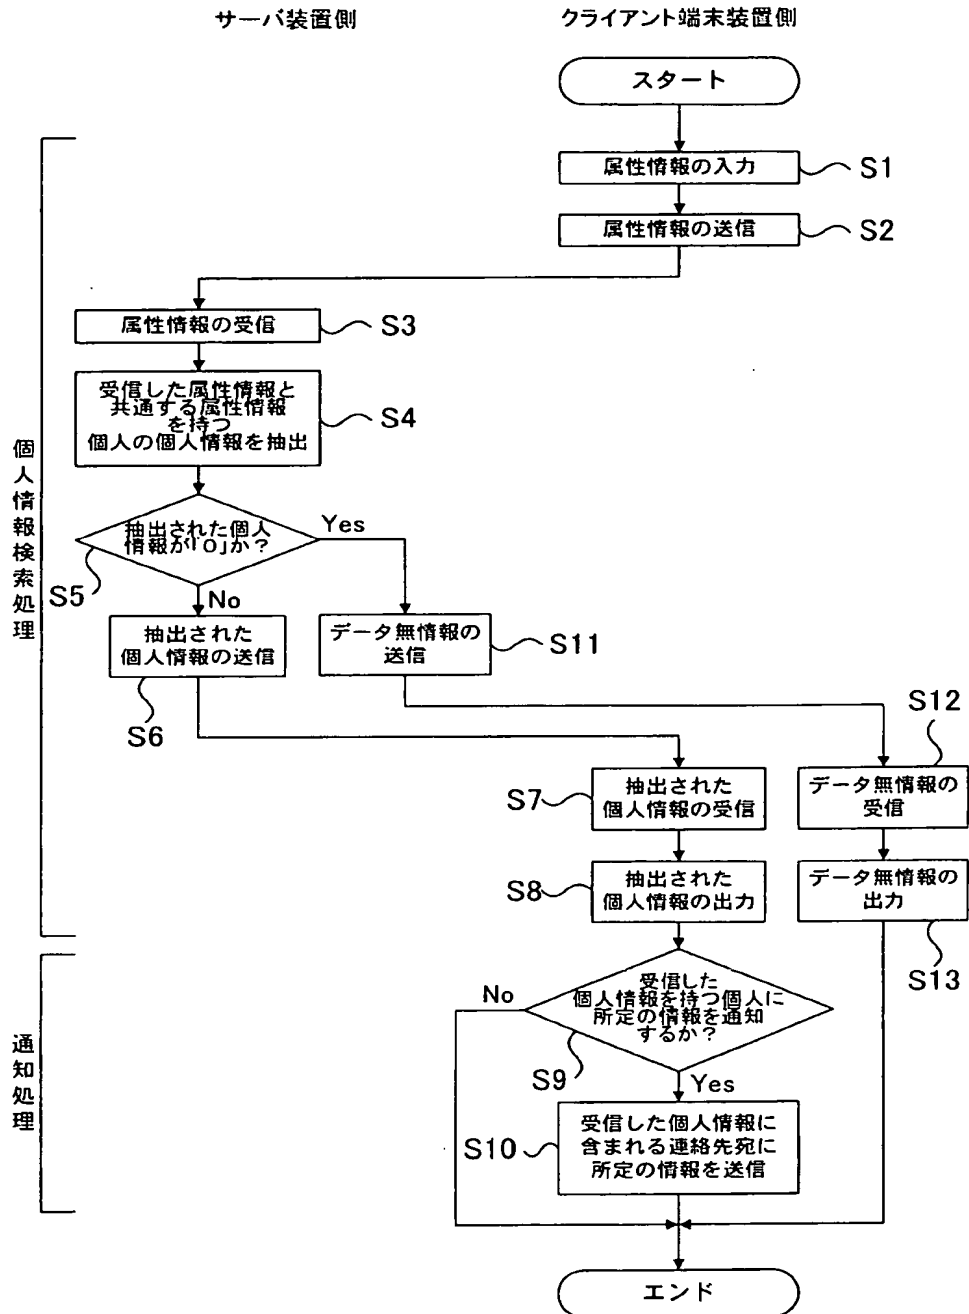 サーバ装置側
クライアント端末装置側
スタート
属性情報の入力
S1
属性情報の送信
S2
属性情報の受信
S3
受信した属性情報と
共通する属性情報
を持つ
個人の個人情報を抽出
S4
抽出された個人
情報が「0」か?
Yes
S5
No
抽出された
個人情報の送信
S6
データ無情報の
送信
S11
S12
S7
抽出された
個人情報の受信
データ無情報の
受信
S8
抽出された
個人情報の出力
データ無情報の
出力
S13
個人情報検索処理
受信した
個人情報を持つ個人に
所定の情報を通知
するか?
No
S9
Yes
S10
受信した個人情報に
含まれる連絡先宛に
所定の情報を送信
通知処理
エンド